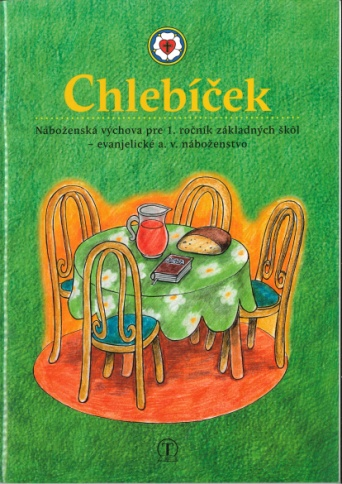 Chlebíček
Náboženská výchova pre 1. ročník základných škôl
– evanjelické a. v. náboženstvo